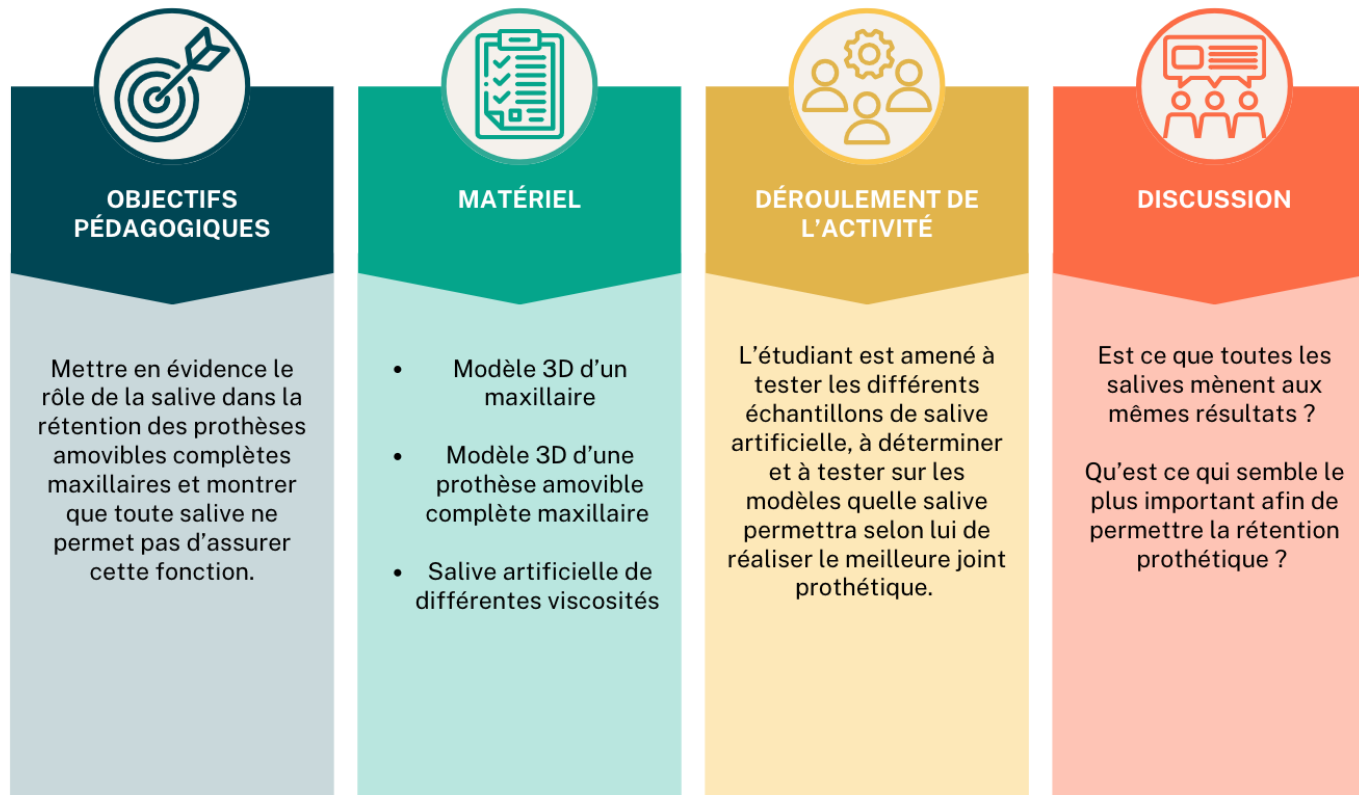 OBJECTIFS
PÉDAGOGIQUES
Mettre en évidence le
rôle de la salive dans la
rétention des prothèses
amovibles complètes
maxillaires et montrer
que toute salive ne
permet pas d'assurer
cette fonction.
MATÉRIEL
• Modèle 3D d'un
maxillaire
• Modèle 3D d'une
prothèse amovible
complète maxillaire
• Salive artificielle de
différentes viscosités
DÉROULEMENT DE
L'ACTIVITÉ
L'étudiant est amené à
tester les différents
échantillons de salive
artificielle, à déterminer
et à tester sur les
modèles quelle salive
permettra selon lui de
réaliser le meilleure joint
prothétique.
DISCUSSION
Est ce que toutes les
salives mènent aux
mêmes résultats ?
Qu'est ce qui semble le
plus important afin de
permettre la rétention
prothétique ?